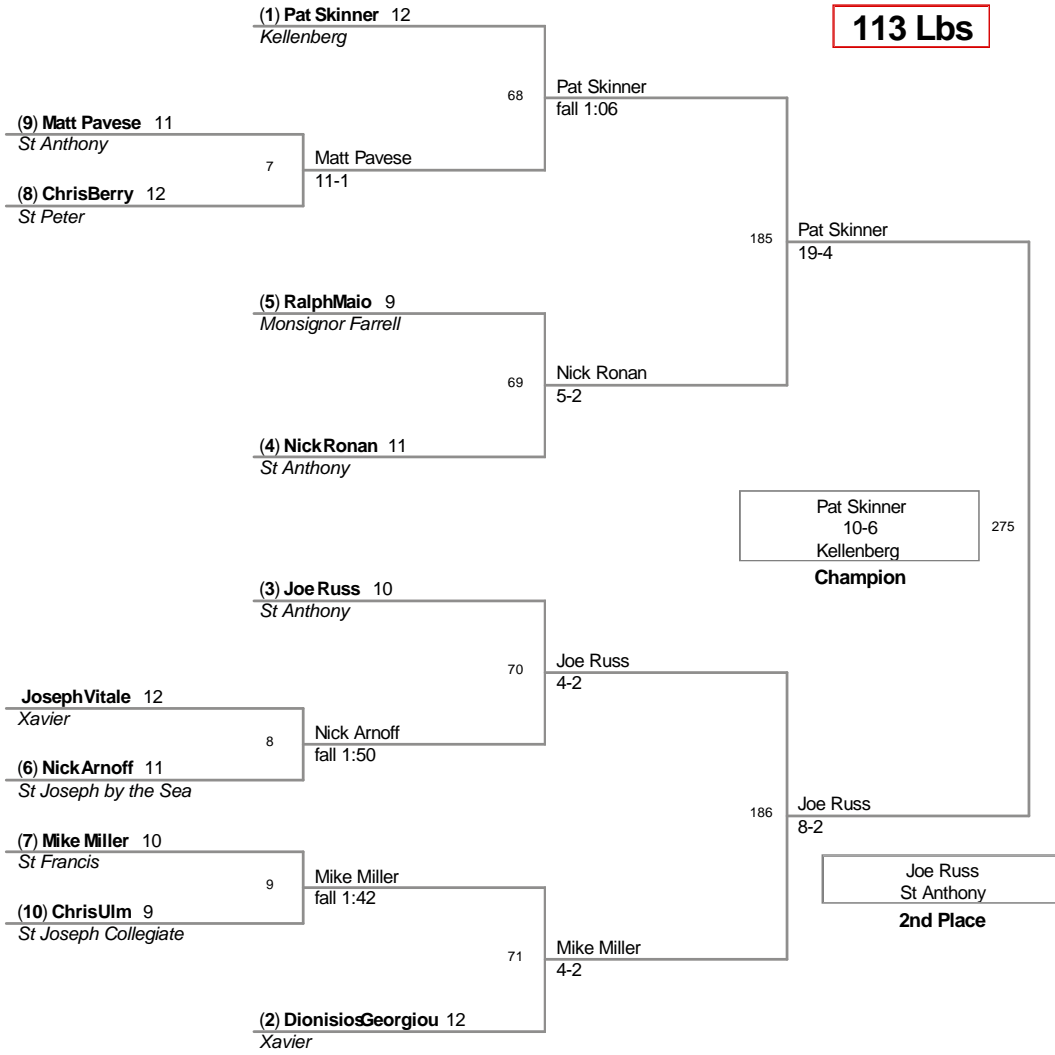 (1) Pat Skinner 12
Kellenberg
113 Lbs
68
Pat Skinner
fall 1:06
(9) Matt Pavese 11
St Anthony
7
Matt Pavese
11-1
(8) ChrisBerry 12
St Peter
185
Pat Skinner
19-4
(5) RalphMaio 9
Monsignor Farrell
69
Nick Ronan
5-2
(4) NickRonan 11
St Anthony
Pat Skinner
10-6
Kellenberg
Champion
275
(3) Joe Russ 10
St Anthony
70
Joe Russ
4-2
JosephVitale 12
Xavier
8
Nick Arnoff
fall 1:50
(6) NickArnoff 11
St Joseph by the Sea
186
Joe Russ
8-2
(7) Mike Miller 10
St Francis
9
Mike Miller
fall 1:42
(10) ChrisUlm 9
St Joseph Collegiate
Joe Russ
St Anthony
2nd Place
71
Mike Miller
4-2
(2) DionisiosGeorgiou 12
Xavier